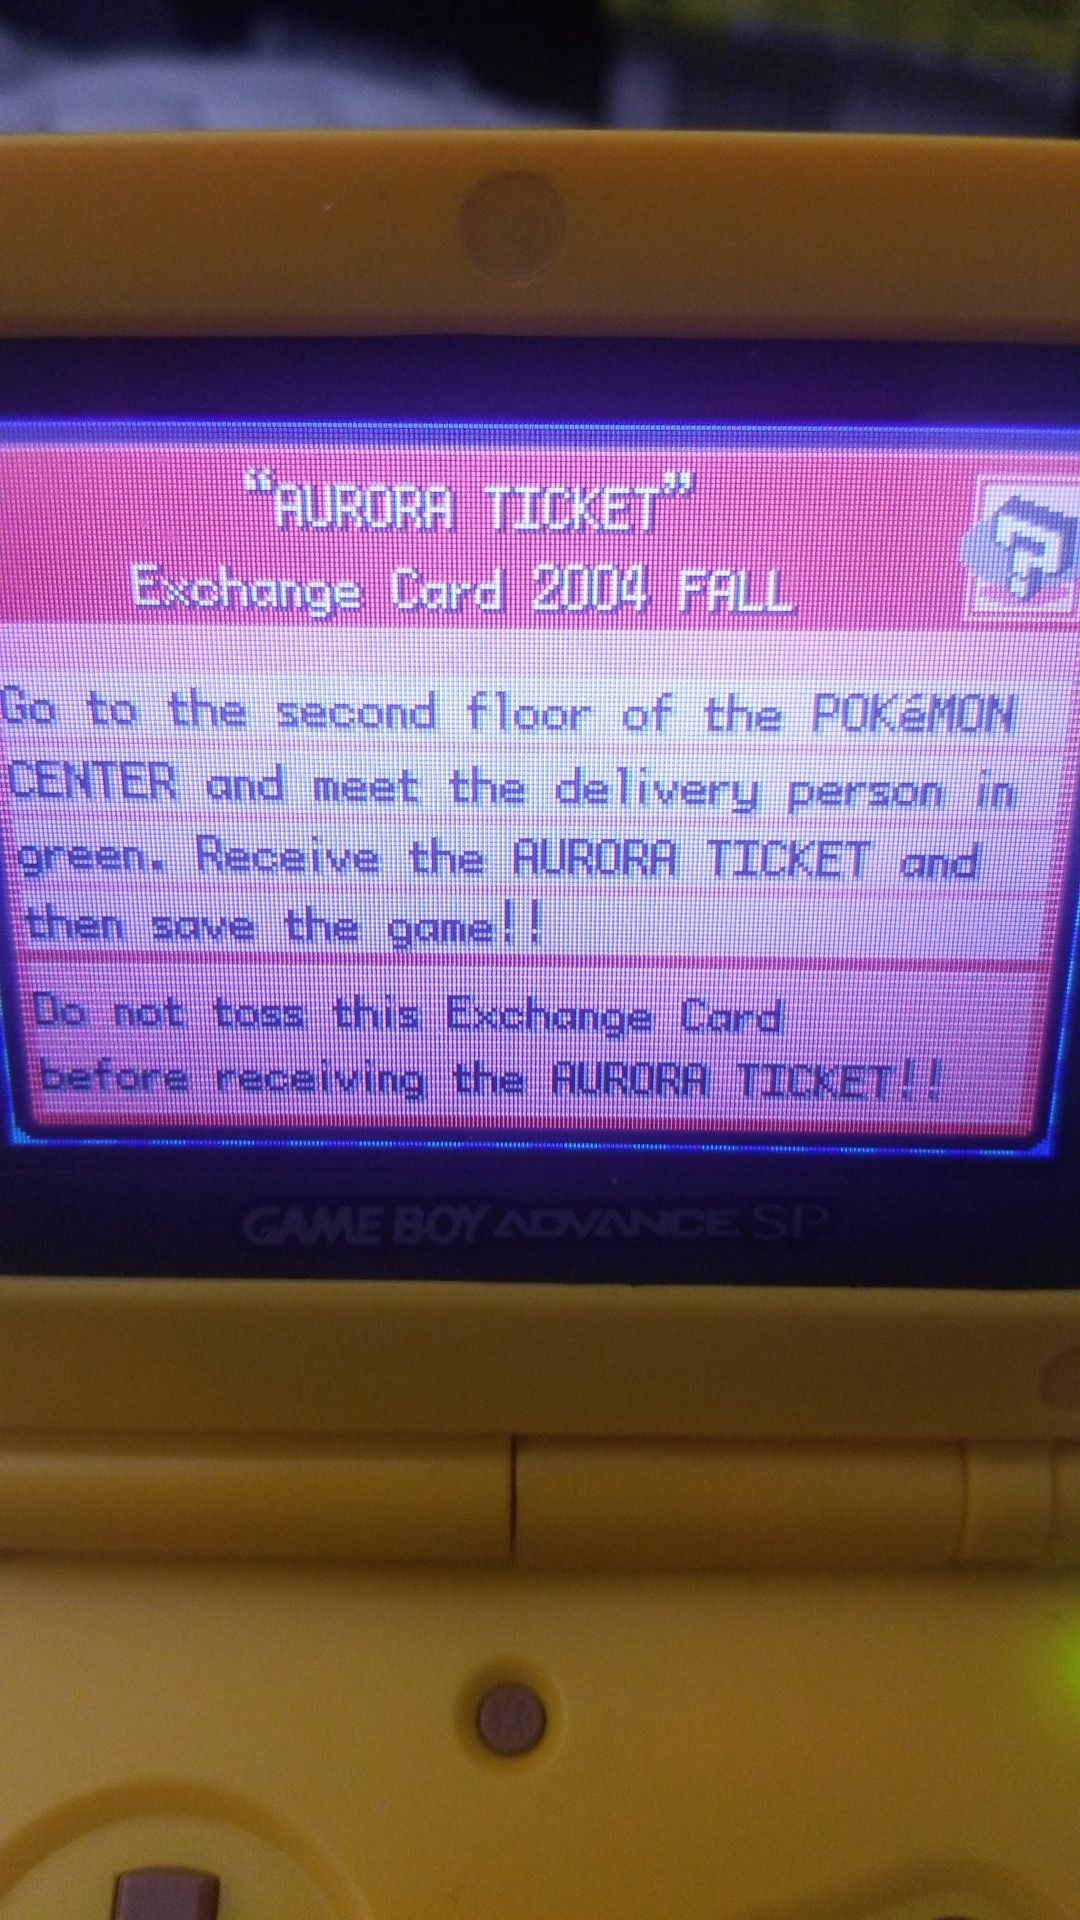 “AURORA TICKET”
Exchange Card 2004 FALL
?
Go to the second floor of the POKéMON
CENTER and meet the delivery person in
green. Receive the AURORA TICKET and
then save the game!!
Do not toss this Exchange Card
before receiving the AURORA TICKET!!
GAME BOY ADVANCE SP